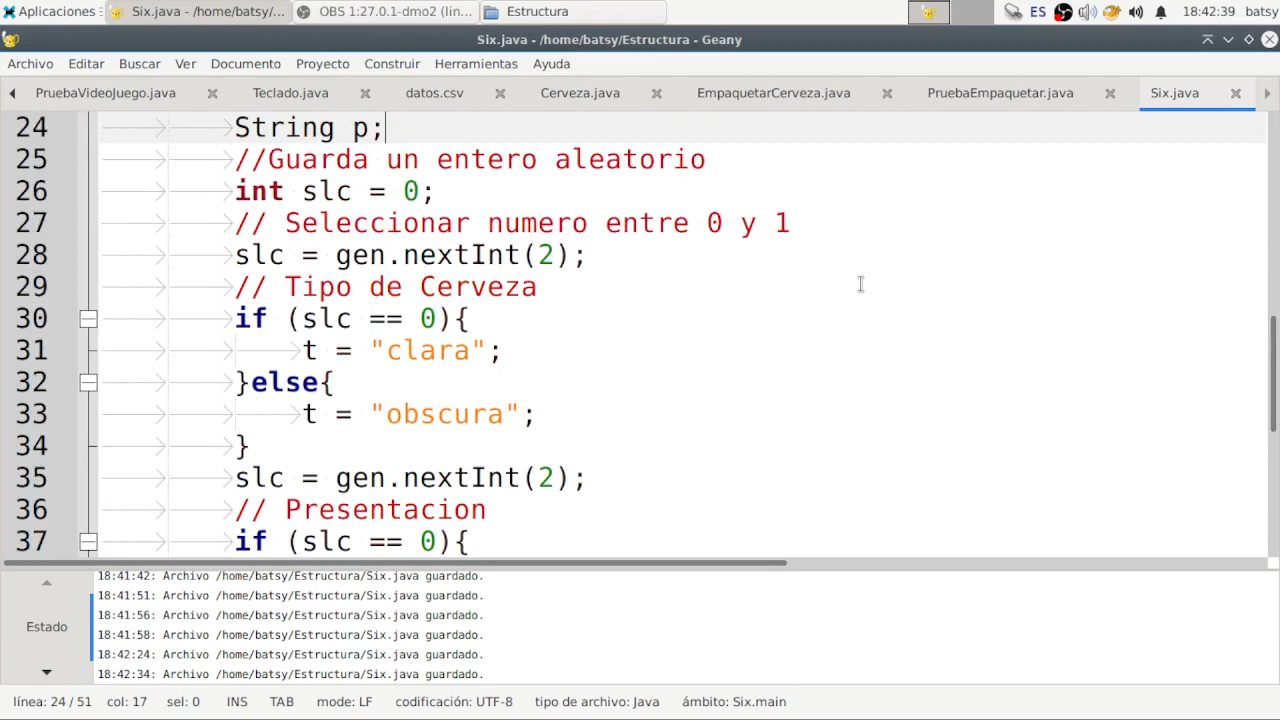 Aplicaciones Six.java - /home/batsy/... OBS 1:27.0.1-dmo2 (lin... Estructura ES 18:42:39 batsy
Six.java - /home/batsy/Estructura - Geany
Archivo Editar Buscar Ver Documento Proyecto Construir Herramientas Ayuda
PruebaVideoJuego.java Teclado.java datos.csv Cerveza.java EmpaquetarCerveza.java PruebaEmpaquetar.java Six.java
24 String p;
25 //Guarda un entero aleatorio
26 int slc = 0;
27 // Seleccionar numero entre 0 y 1
28 slc = gen.nextInt(2);
29 // Tipo de Cerveza
30 if (slc == 0){
31 t = "clara";
32 }else{
33 t = "obscura";
34 }
35 slc = gen.nextInt(2);
36 // Presentacion
37 if (slc == 0){
18:41:42: Archivo /home/batsy/Estructura/Six.java guardado.
18:41:51: Archivo /home/batsy/Estructura/Six.java guardado.
18:41:56: Archivo /home/batsy/Estructura/Six.java guardado.
Estado
18:41:58: Archivo /home/batsy/Estructura/Six.java guardado.
18:42:24: Archivo /home/batsy/Estructura/Six.java guardado.
18:42:34: Archivo /home/batsy/Estructura/Six.java guardado.
línea: 24 / 51 col: 17 sel: 0 INS TAB mode: LF codificación: UTF-8 tipo de archivo: Java ámbito: Six.main